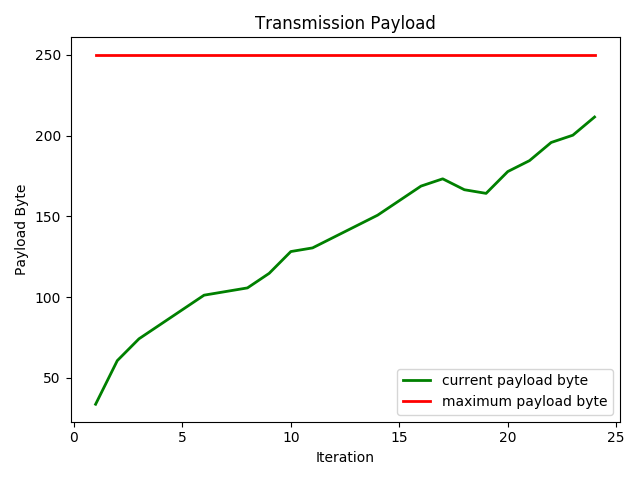 Transmission Payload
250
200
150
100
50
Payload Byte
current payload byte
maximum payload byte
0
5
10
15
20
25
Iteration